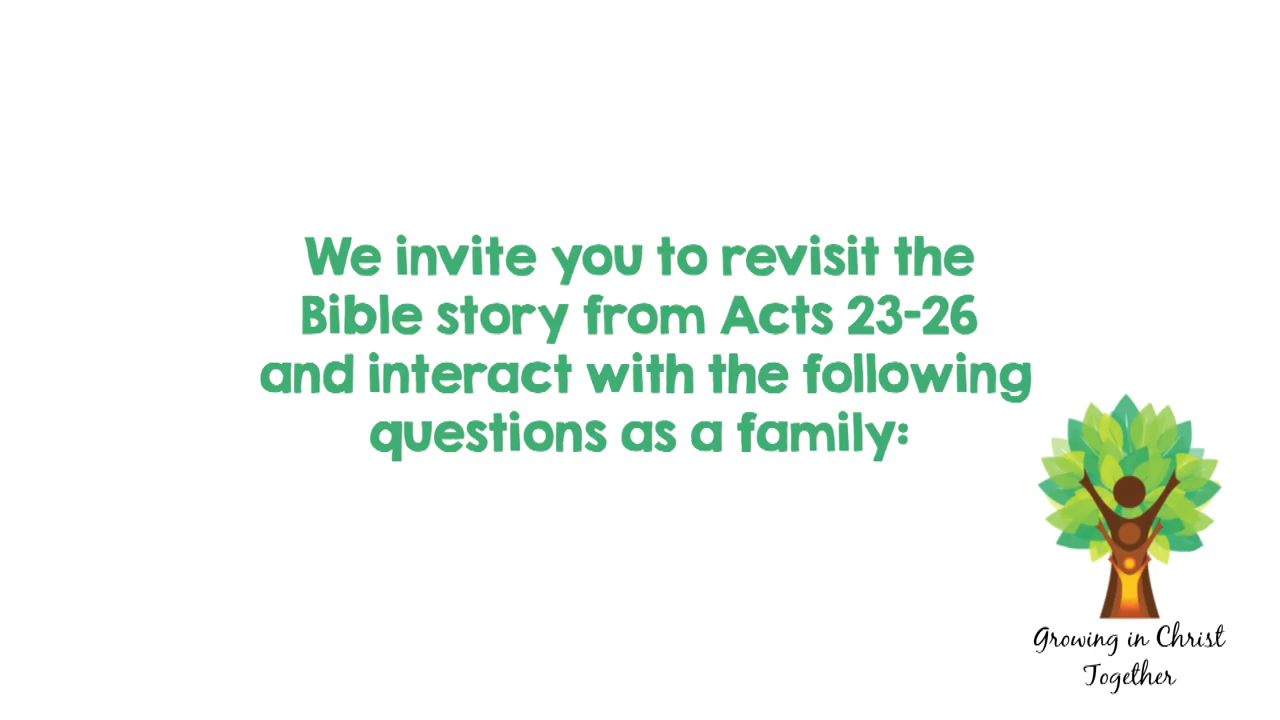 We invite you to revisit the
Bible story from Acts 23-26
and interact with the following
questions as a family:
Growing in Christ
Together